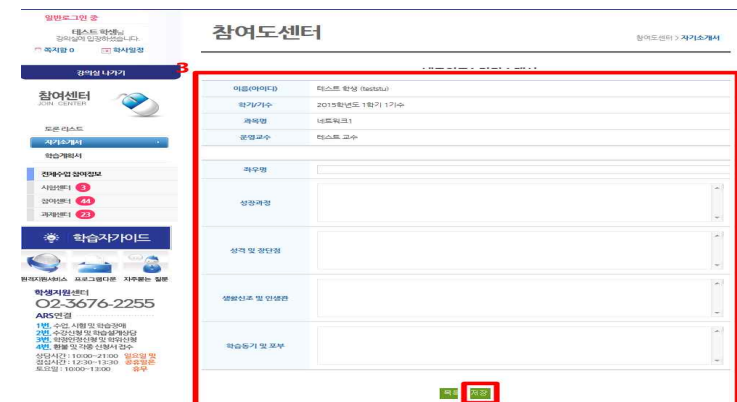 일반로그인 중
테스트 학생님
강의실에 입장하셨습니다.
쪽지함 0 학사일정
강의실 나가기
참여센터
JOIN CENTER
토론 리스트
자기소개서
학습계획서
전체수업 참여정보
시험센터 3
참여센터 44
과제센터 23
학습자가이드
원격지원서비스 프로그램다운 자주묻는 질문
학생지원센터
02-3676-2255
ARS연결
1번, 수업, 시험 및 학습장애
2번, 수강신청 및 학습설계상담
3번, 학점인정신청 및 학위신청
4번, 환불 및 각종 신청서 접수
상담시간 : 10:00~21:00 일요일 및
점심시간 : 12:30~13:30 공휴일은
토요일 : 10:00~13:00 휴무
참여도센터
참여도센터 > 자기소개서
3
이름(아이디) 테스트 학생 (teststu)
학기/기수 2015학년도 1학기 1기수
과목명 네트워크1
운영교수 테스트 교수
좌우명
성장과정
성격 및 장단점
생활신조 및 인생관
학습동기 및 포부
저장